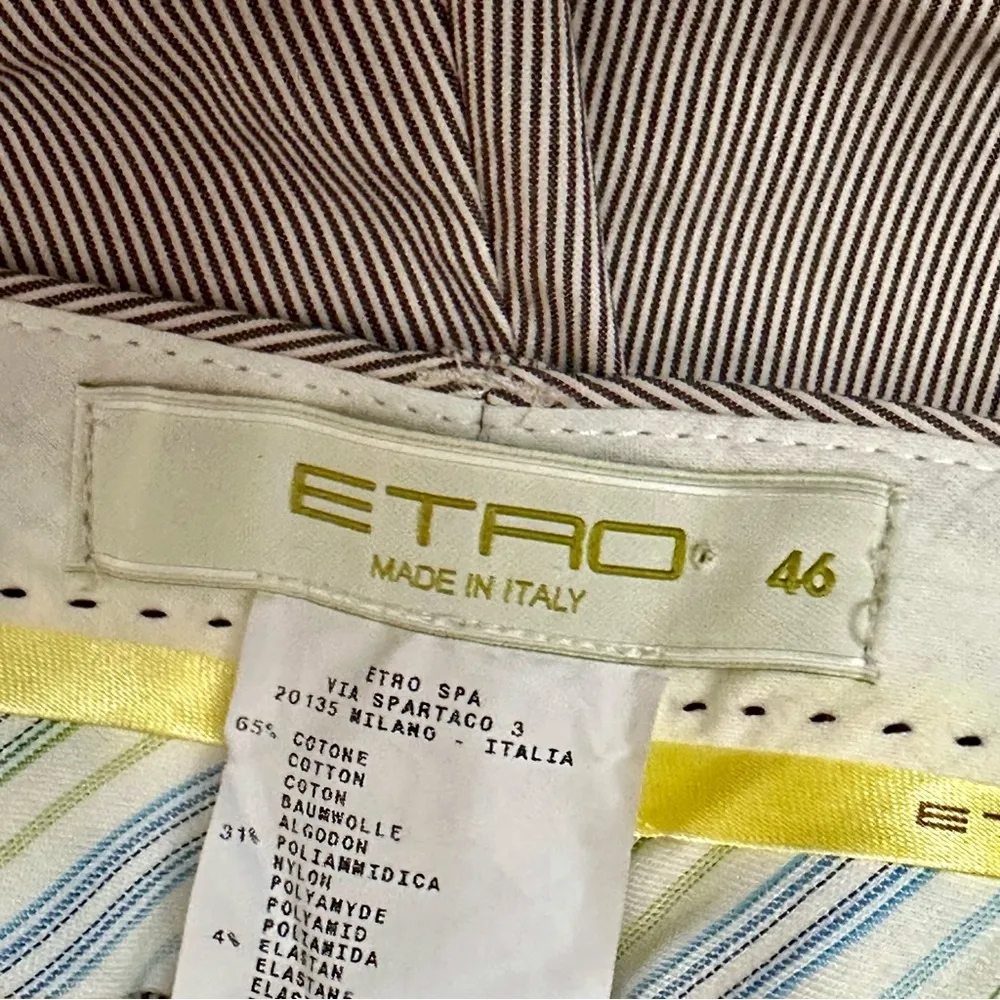 ETRO® 46
MADE IN ITALY
ETRO SPA
VIA SPARTACO 3
20135 MILANO - ITALIA
65% COTONE
COTTON
COTON
BAUMWOLLE
ALGODON
31% POLIAMMIDICA
NYLON
POLYAMYDE
POLYAMID
POLIAMIDA
4% ELASTAN
ELASTANE